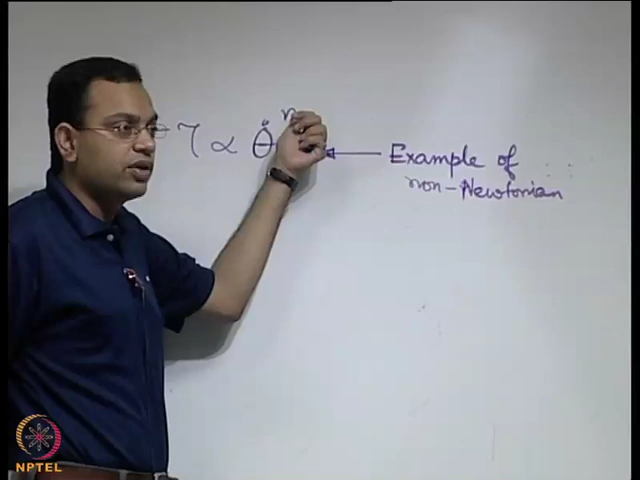 τ ∝ θ̇ⁿ
Example of
non-Newtonian
NPTEL